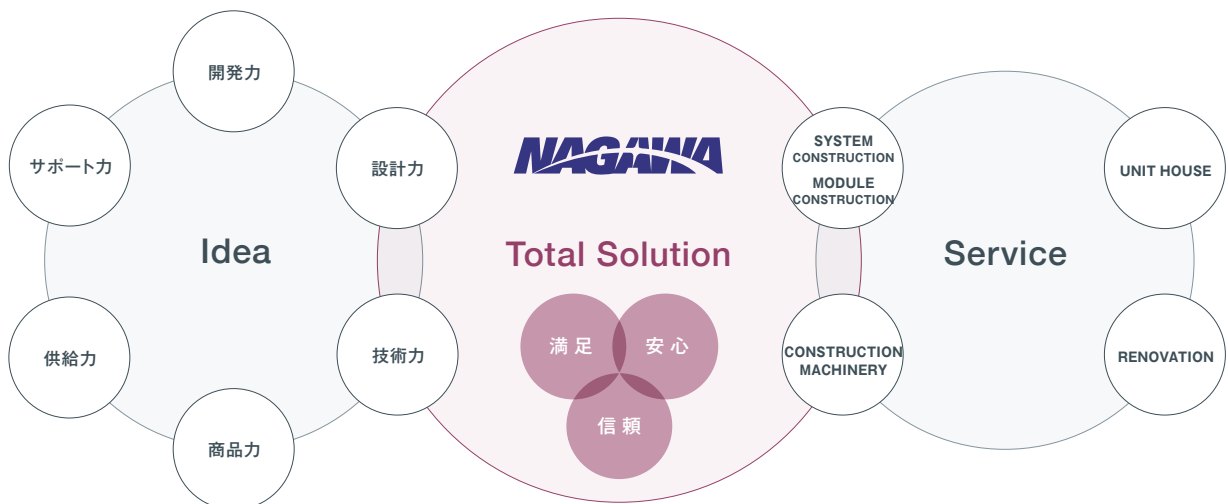 開発力
サポート力
設計力
Idea
供給力
技術力
商品力
NAGAWA
Total Solution
満足
安心
信頼
SYSTEM
CONSTRUCTION
MODULE
CONSTRUCTION
UNIT HOUSE
Service
CONSTRUCTION
MACHINERY
RENOVATION